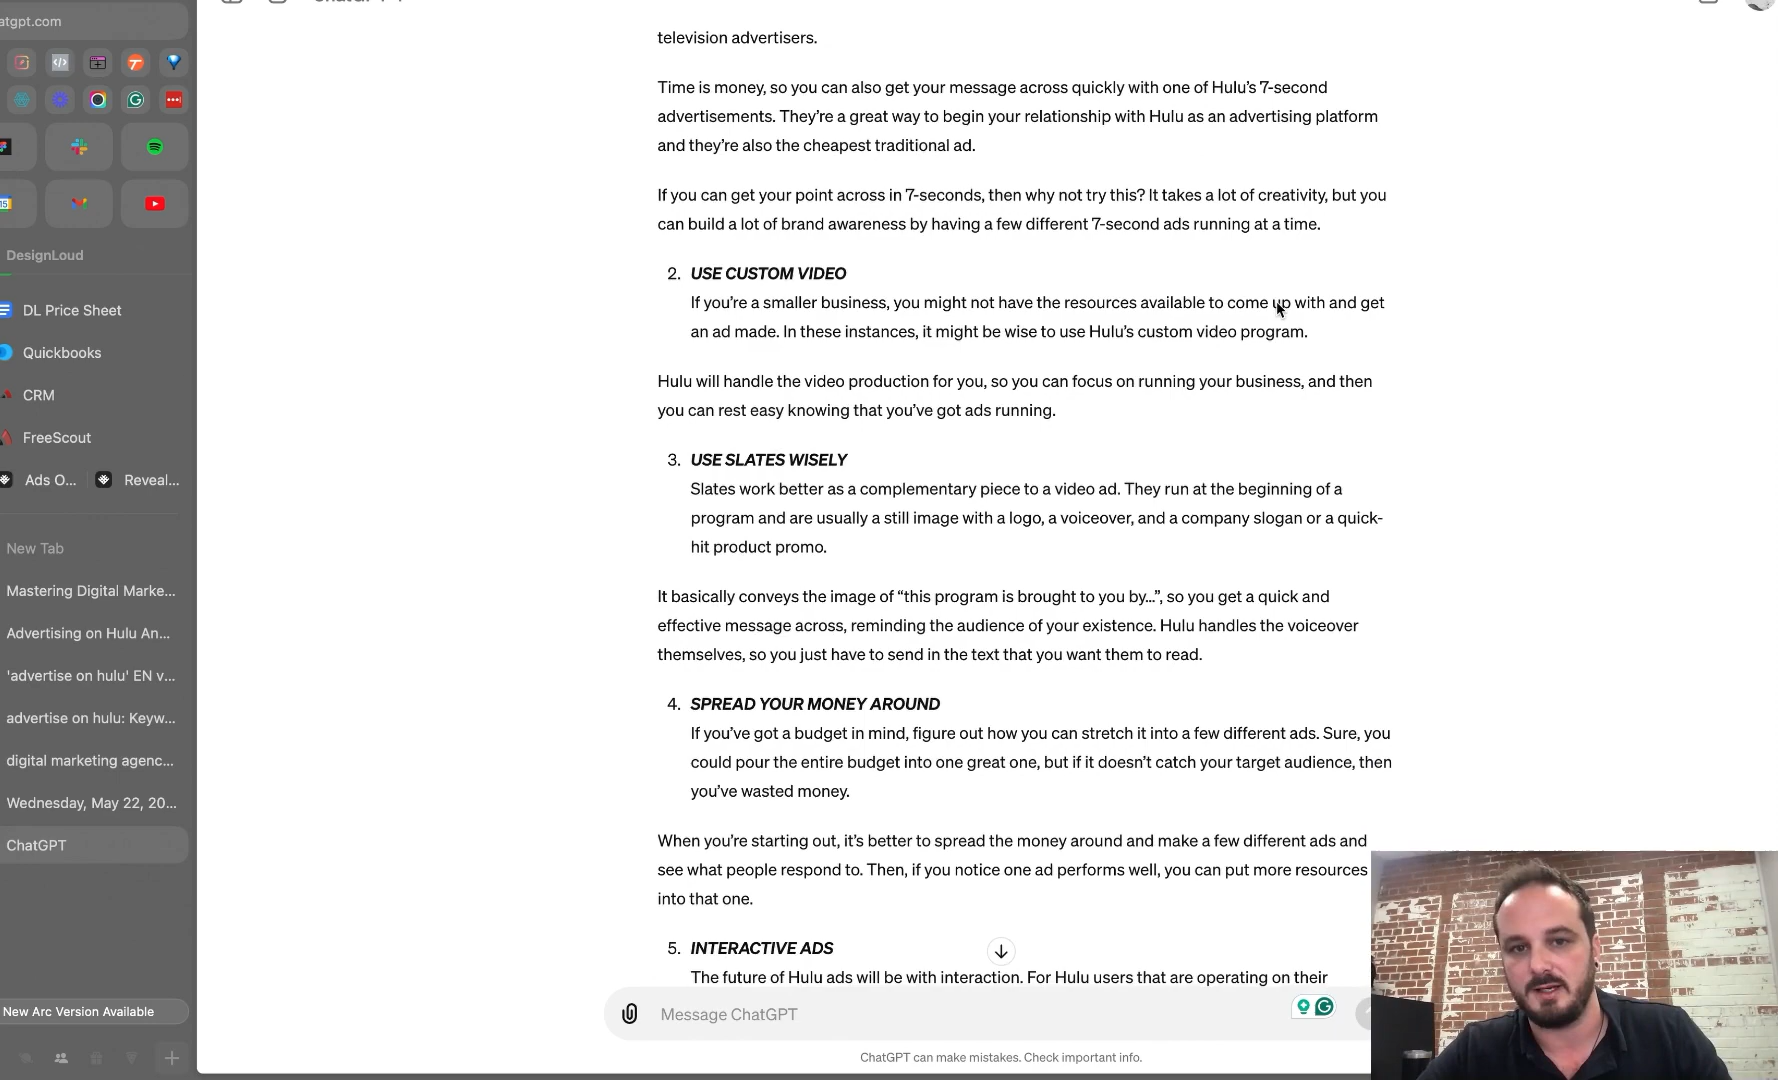 atgpt.com
DesignLoud
DL Price Sheet
Quickbooks
CRM
FreeScout
Ads O... Reveal...
New Tab
Mastering Digital Marke...
Advertising on Hulu An...
'advertise on hulu' EN v...
advertise on hulu: Keyw...
digital marketing agenc...
Wednesday, May 22, 20...
ChatGPT
New Arc Version Available
television advertisers.
Time is money, so you can also get your message across quickly with one of Hulu’s 7-second
advertisements. They’re a great way to begin your relationship with Hulu as an advertising platform
and they’re also the cheapest traditional ad.
If you can get your point across in 7-seconds, then why not try this? It takes a lot of creativity, but you
can build a lot of brand awareness by having a few different 7-second ads running at a time.
2. USE CUSTOM VIDEO
If you’re a smaller business, you might not have the resources available to come up with and get
an ad made. In these instances, it might be wise to use Hulu’s custom video program.
Hulu will handle the video production for you, so you can focus on running your business, and then
you can rest easy knowing that you’ve got ads running.
3. USE SLATES WISELY
Slates work better as a complementary piece to a video ad. They run at the beginning of a
program and are usually a still image with a logo, a voiceover, and a company slogan or a quick-
hit product promo.
It basically conveys the image of “this program is brought to you by…”, so you get a quick and
effective message across, reminding the audience of your existence. Hulu handles the voiceover
themselves, so you just have to send in the text that you want them to read.
4. SPREAD YOUR MONEY AROUND
If you’ve got a budget in mind, figure out how you can stretch it into a few different ads. Sure, you
could pour the entire budget into one great one, but if it doesn’t catch your target audience, then
you’ve wasted money.
When you’re starting out, it’s better to spread the money around and make a few different ads and
see what people respond to. Then, if you notice one ad performs well, you can put more resources
into that one.
5. INTERACTIVE ADS
The future of Hulu ads will be with interaction. For Hulu users that are operating on their
Message ChatGPT
ChatGPT can make mistakes. Check important info.